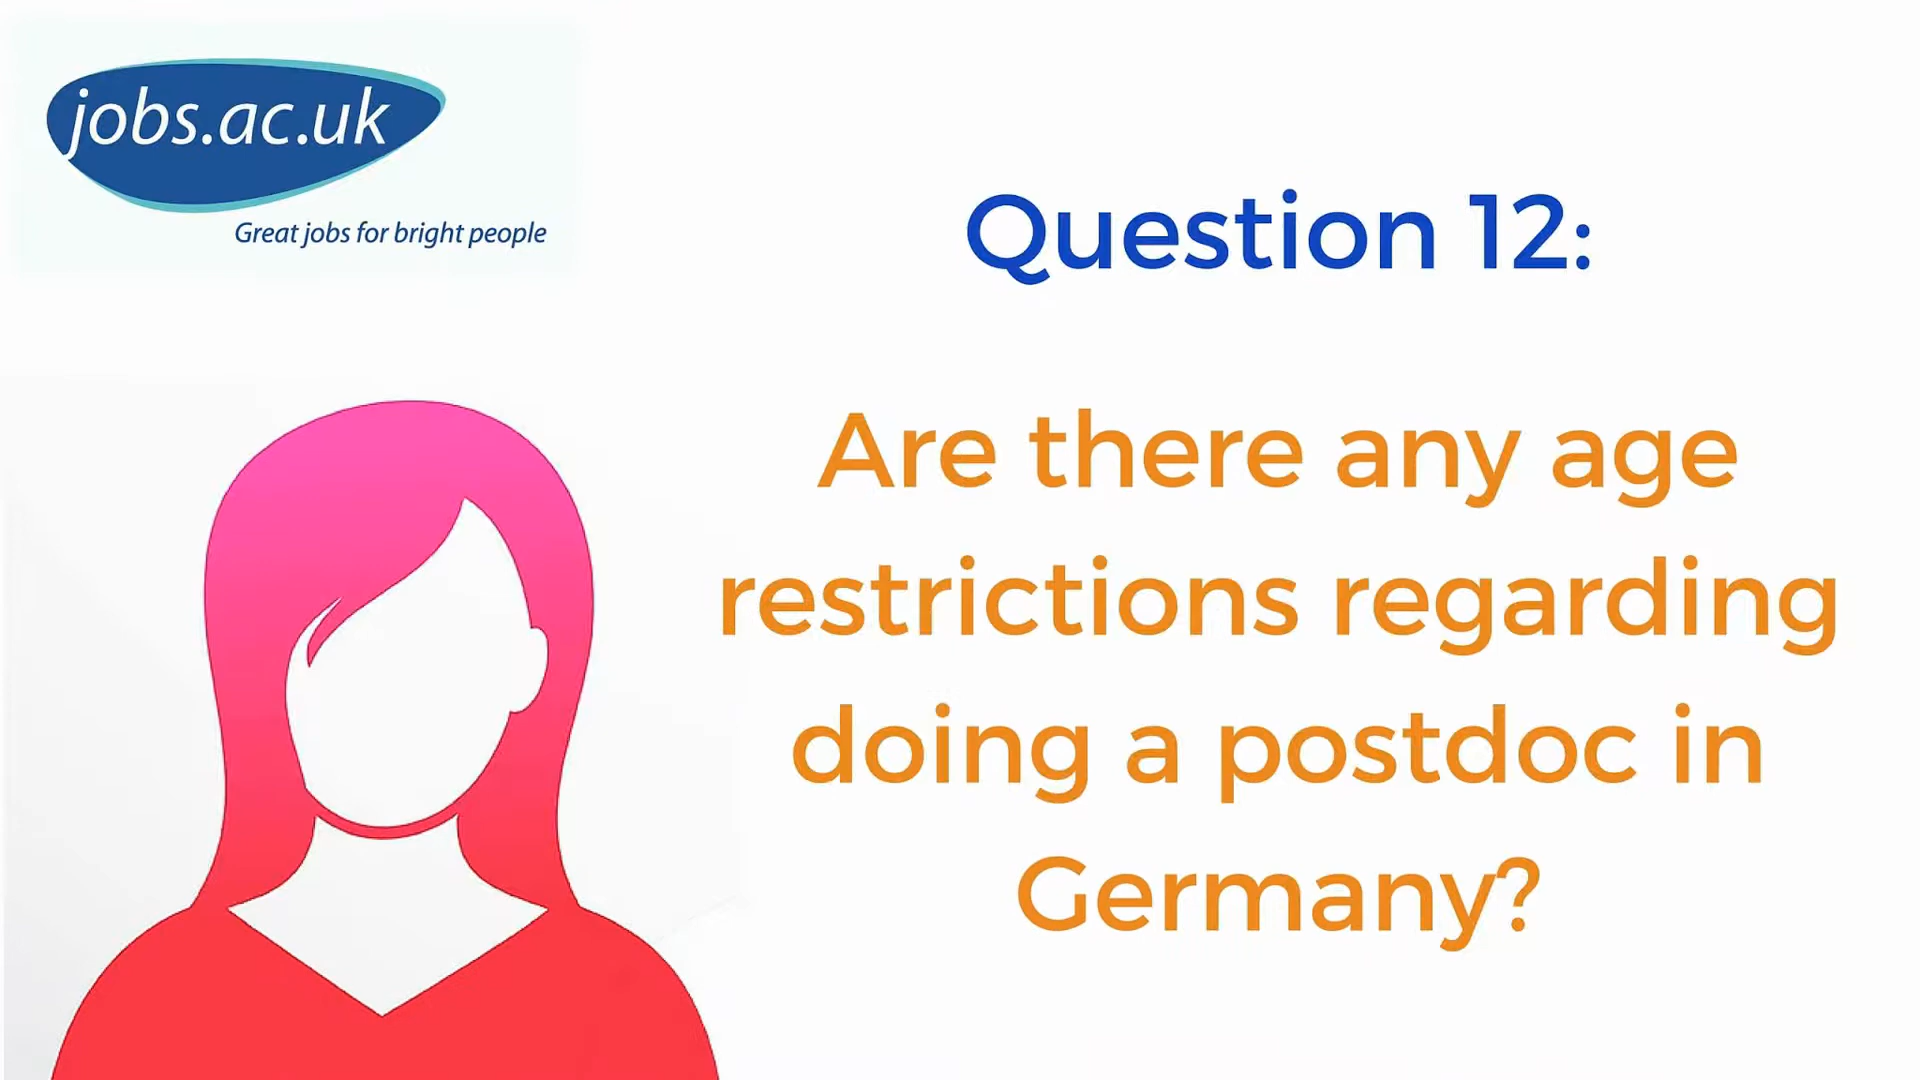 jobs.ac.uk
Great jobs for bright people
Question 12:
Are there any age
restrictions regarding
doing a postdoc in
Germany?